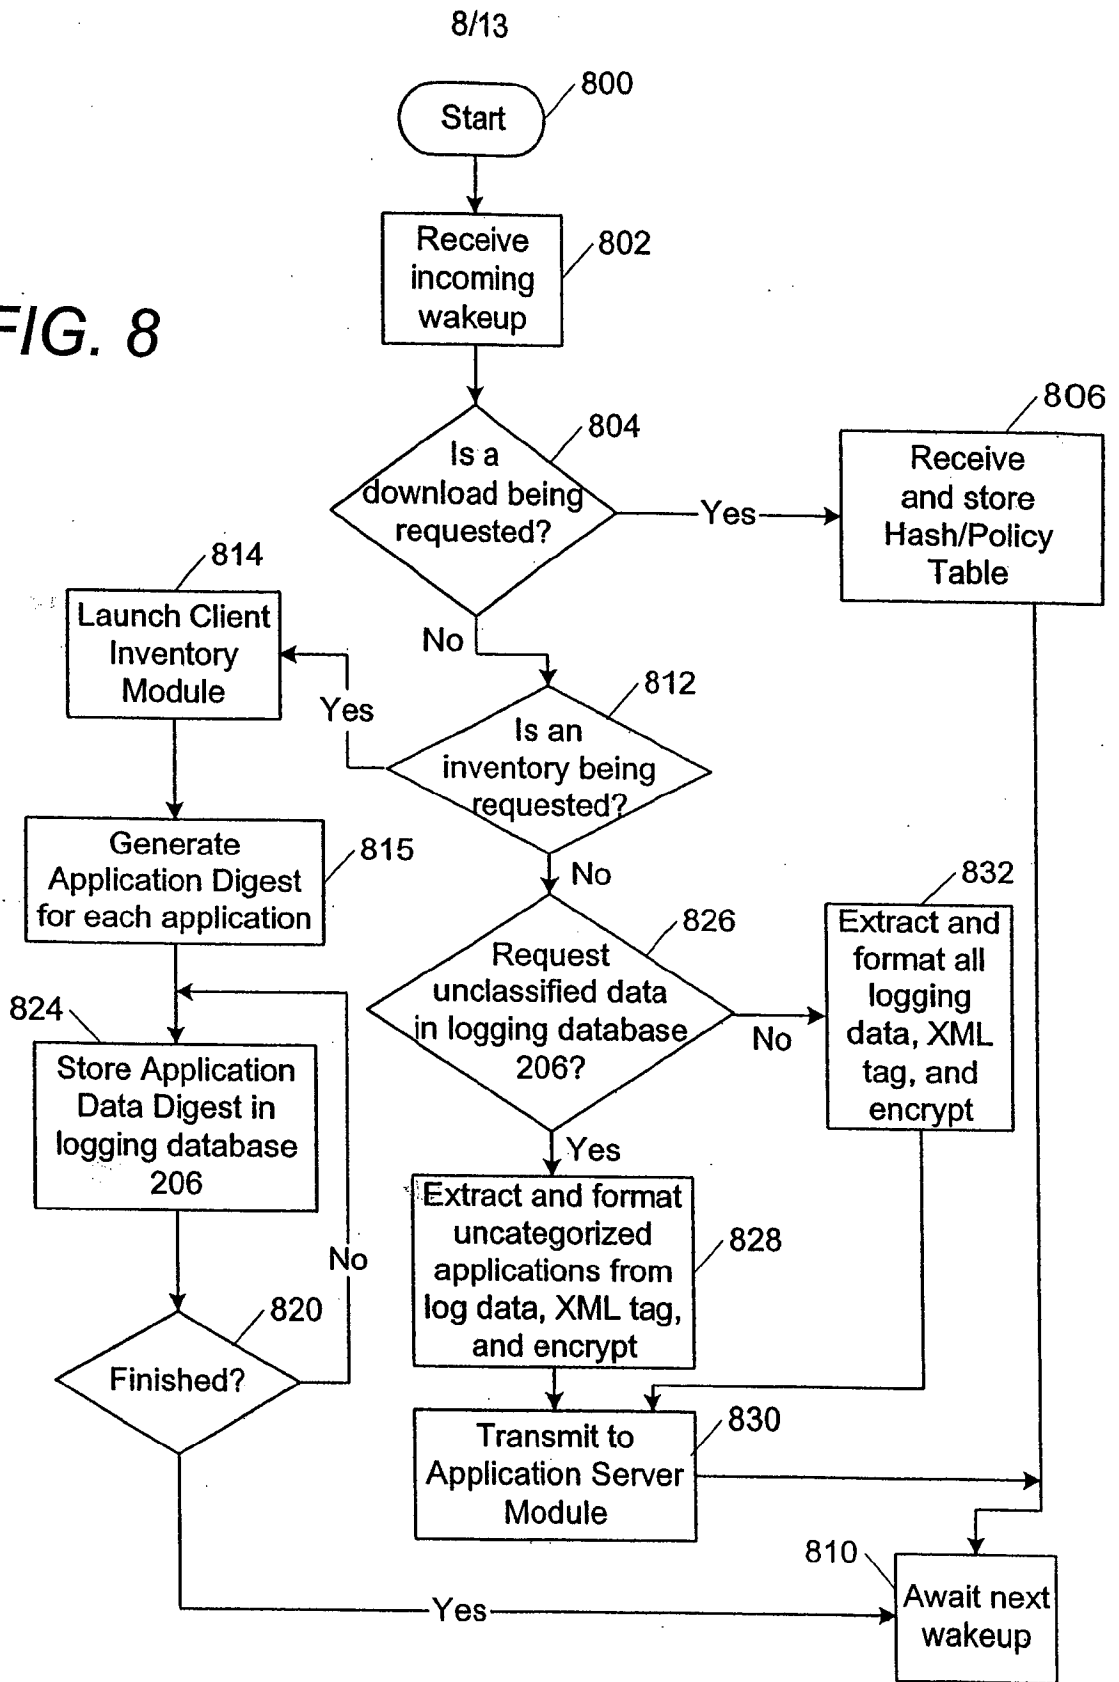 8/13
Start
800
Receive
incoming
wakeup
802
FIG. 8
Is a
download being
requested?
804
Yes
806
Receive
and store
Hash/Policy
Table
No
814
Launch Client
Inventory
Module
Yes
812
Is an
inventory being
requested?
No
Generate
Application Digest
for each application
815
826
Request
unclassified data
in logging database
206?
No
832
Extract and
format all
logging
data, XML
tag, and
encrypt
824
Store Application
Data Digest in
logging database
206
Yes
Extract and format
uncategorized
applications from
log data, XML tag,
and encrypt
828
No
820
Finished?
Transmit to
Application Server
Module
830
Yes
810
Await next
wakeup